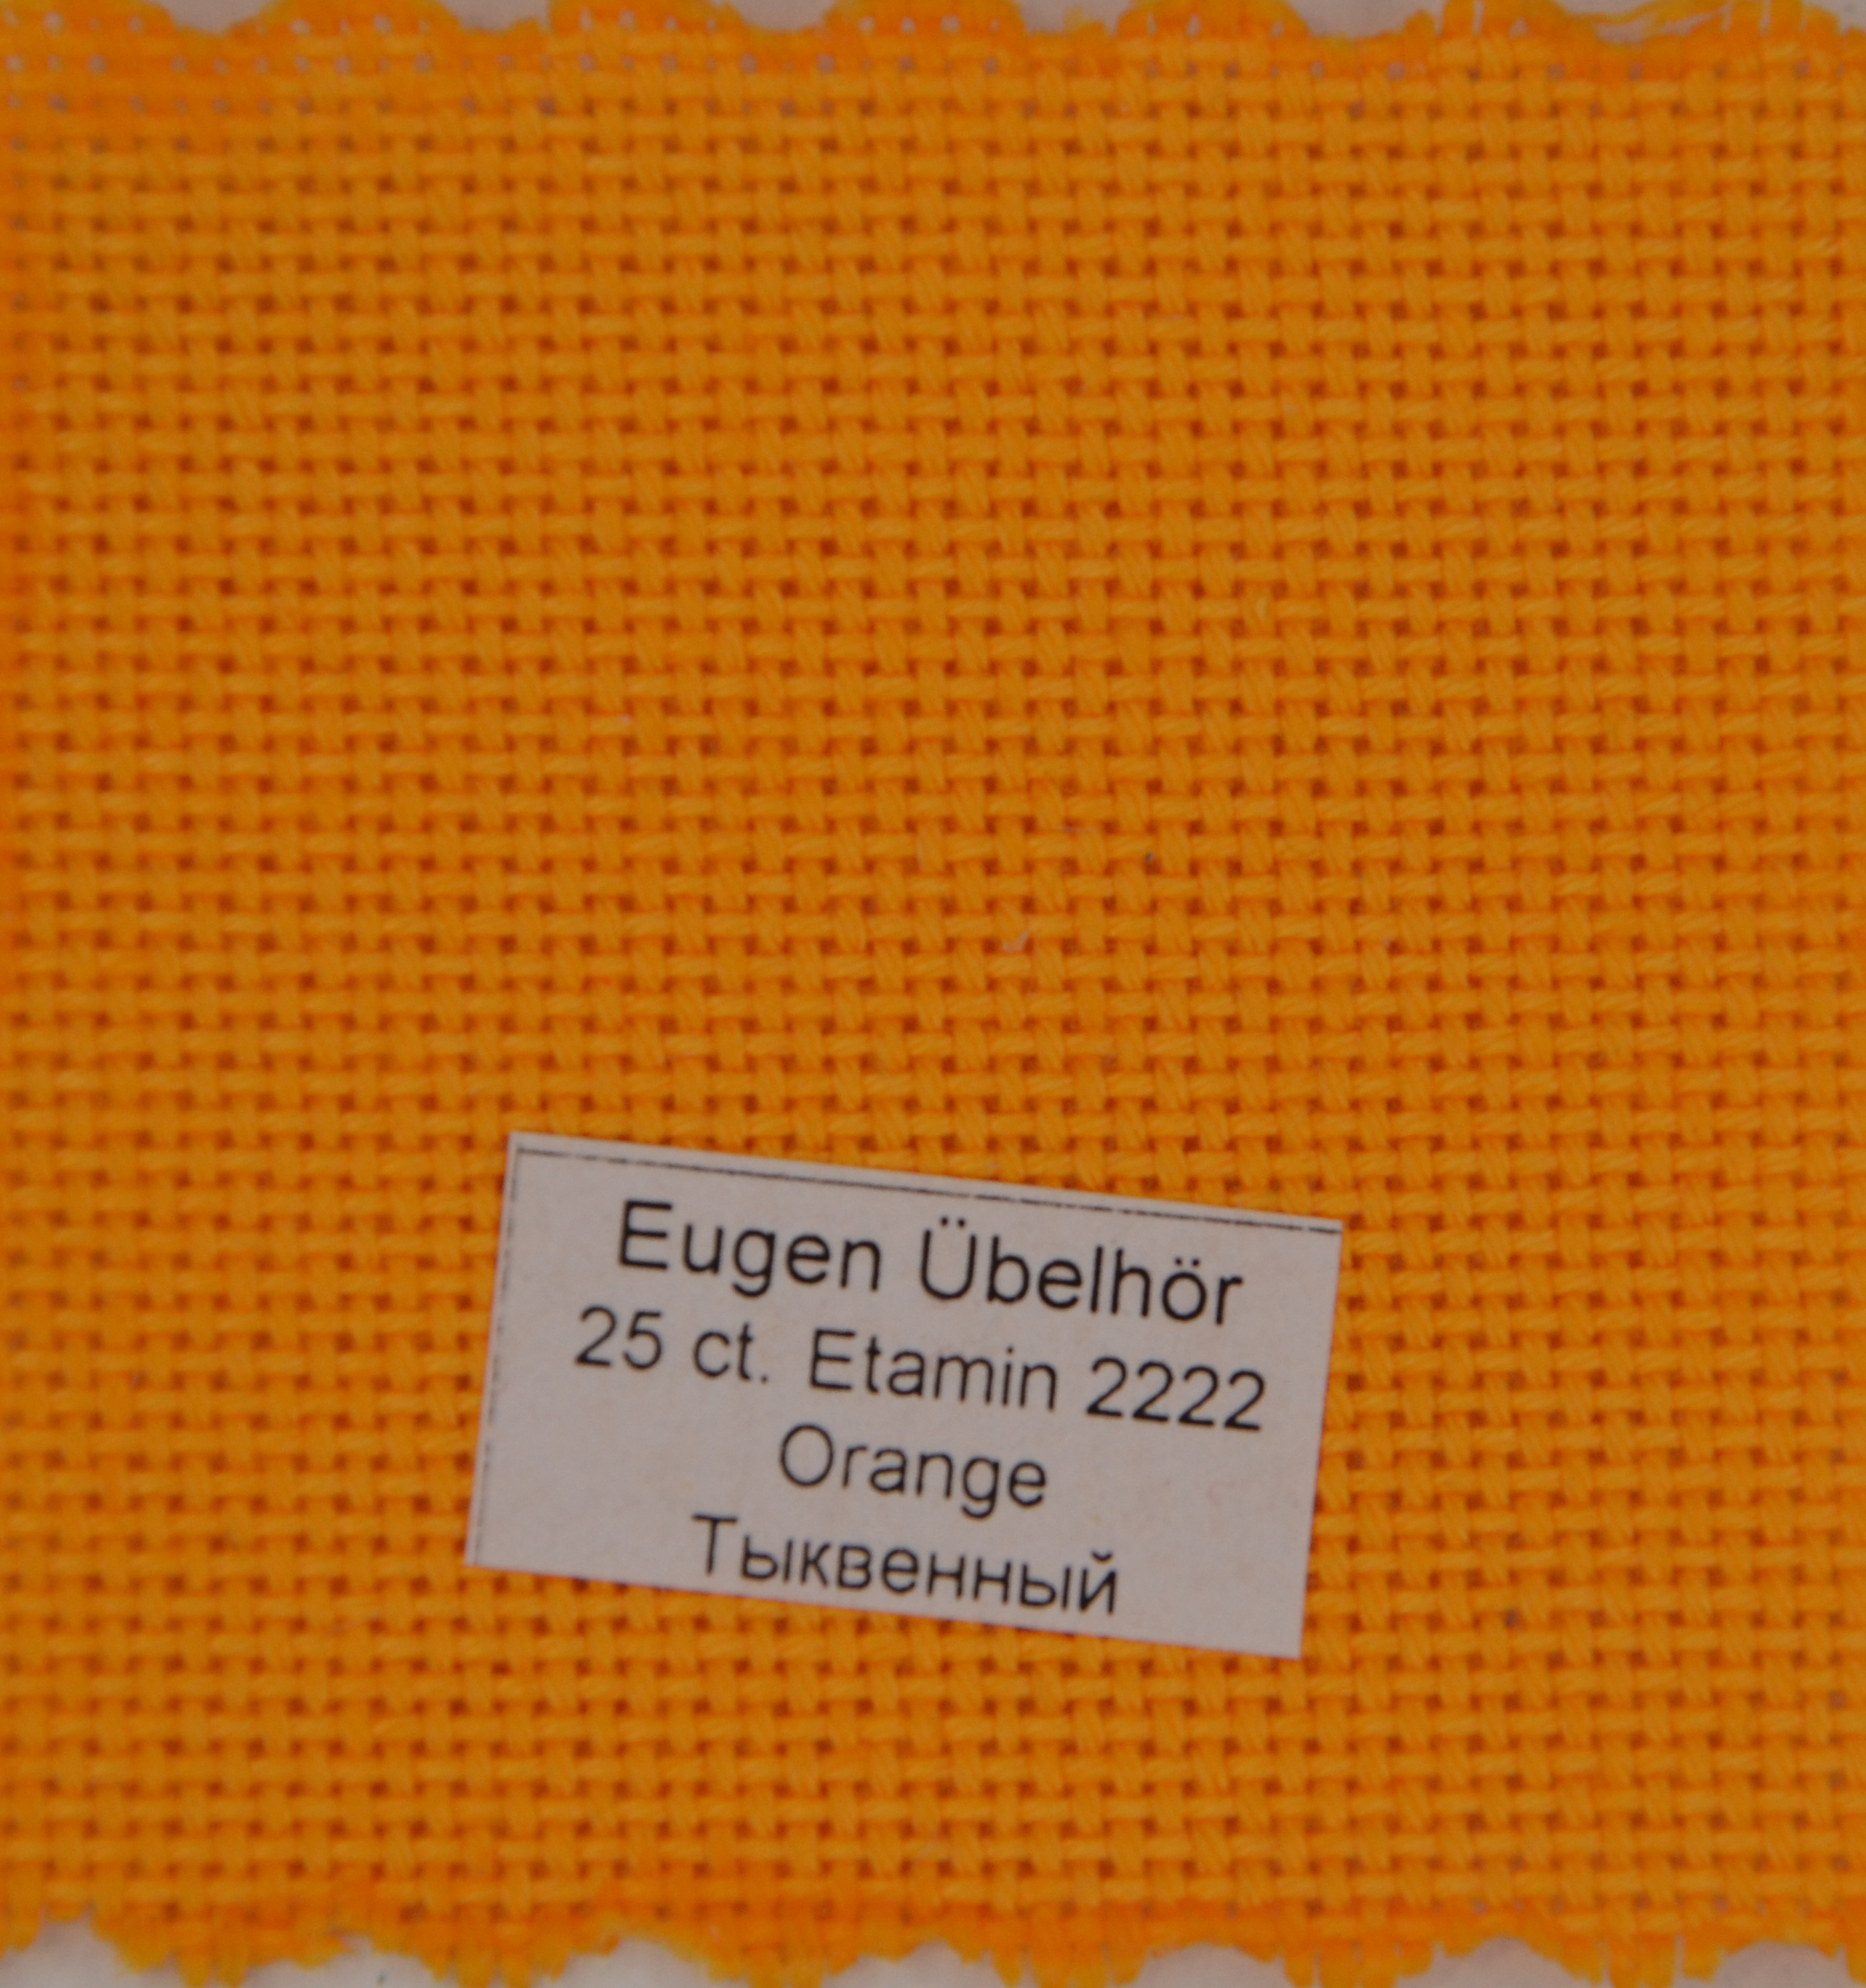 Eugen Übelhör
25 ct. Etamin 2222
Orange
Тыквенный